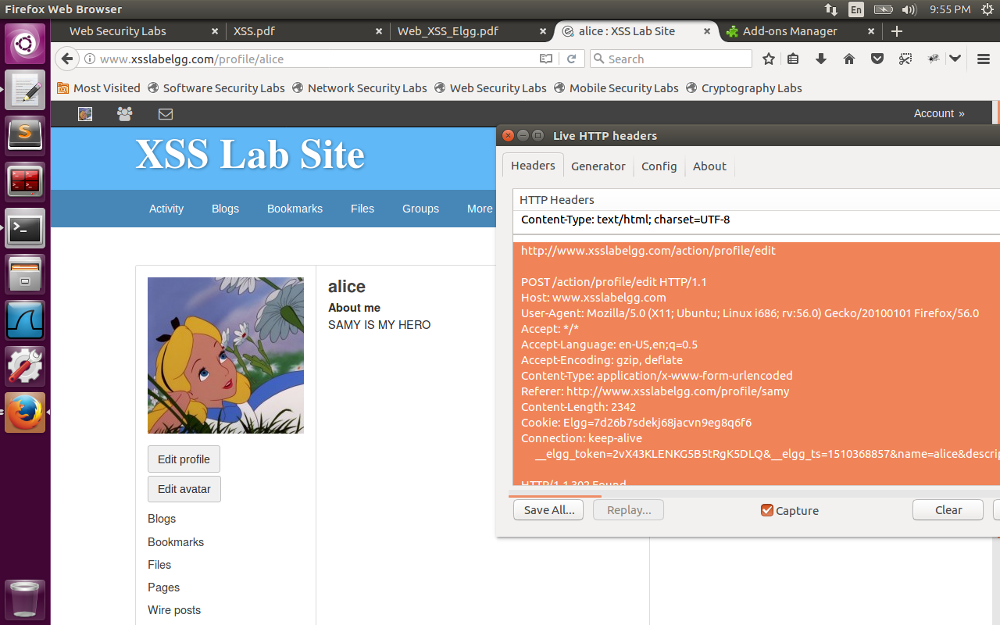 Firefox Web Browser
En
9:55 PM
Web Security Labs
XSS.pdf
Web_XSS_Elgg.pdf
alice : XSS Lab Site
Add-ons Manager
www.xsslabelgg.com/profile/alice
Search
Most Visited
Software Security Labs
Network Security Labs
Web Security Labs
Mobile Security Labs
Cryptography Labs
Account »
XSS Lab Site
Activity
Blogs
Bookmarks
Files
Groups
More
alice
About me
SAMY IS MY HERO
Edit profile
Edit avatar
Blogs
Bookmarks
Files
Pages
Wire posts
Live HTTP headers
Headers
Generator
Config
About
HTTP Headers
Content-Type: text/html; charset=UTF-8
http://www.xsslabelgg.com/action/profile/edit
POST /action/profile/edit HTTP/1.1
Host: www.xsslabelgg.com
User-Agent: Mozilla/5.0 (X11; Ubuntu; Linux i686; rv:56.0) Gecko/20100101 Firefox/56.0
Accept: */*
Accept-Language: en-US,en;q=0.5
Accept-Encoding: gzip, deflate
Content-Type: application/x-www-form-urlencoded
Referer: http://www.xsslabelgg.com/profile/samy
Content-Length: 2342
Cookie: Elgg=7d26b7sdekj68jacvn9eg8q6f6
Connection: keep-alive
__elgg_token=2vX43KLENKG5B5tRgK5DLQ&__elgg_ts=1510368857&name=alice&descrip
HTTP/1.1 302 Found
Save All...
Replay...
Capture
Clear